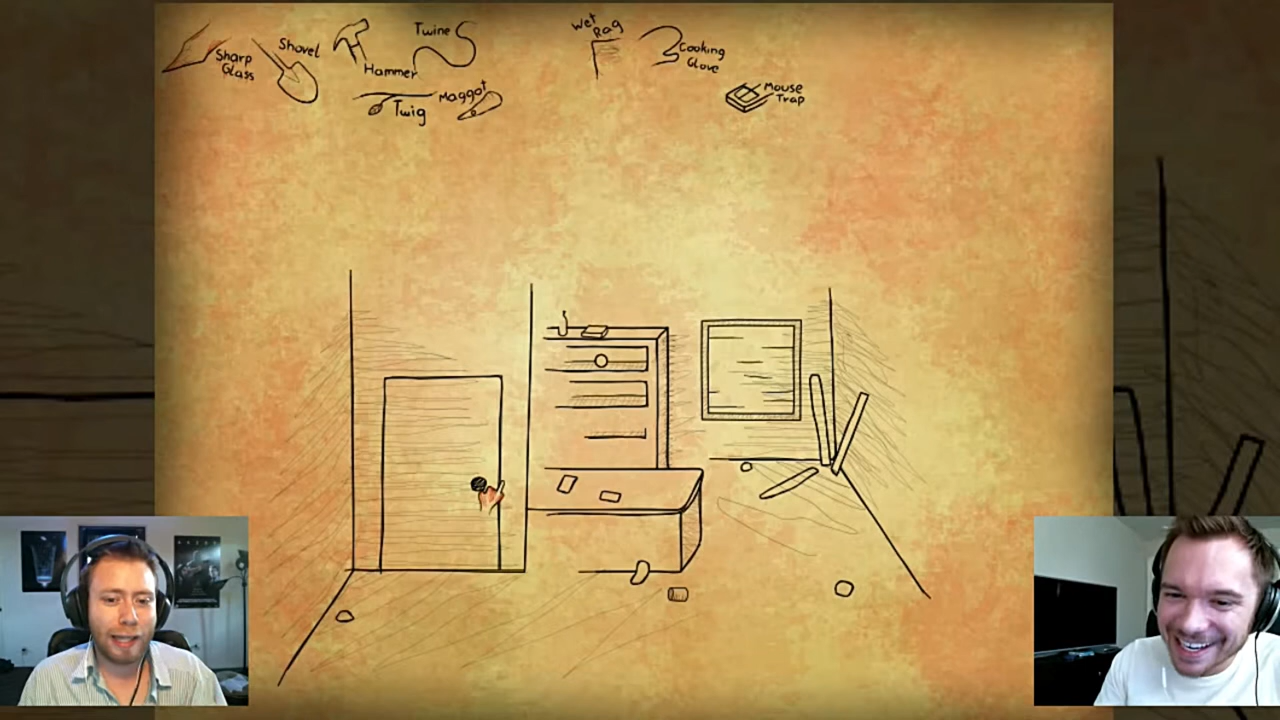 Sharp
Glass
Shovel
Hammer
Twine
Twig
Maggot
Wet
Rag
Cooking
Glove
Mouse
Trap